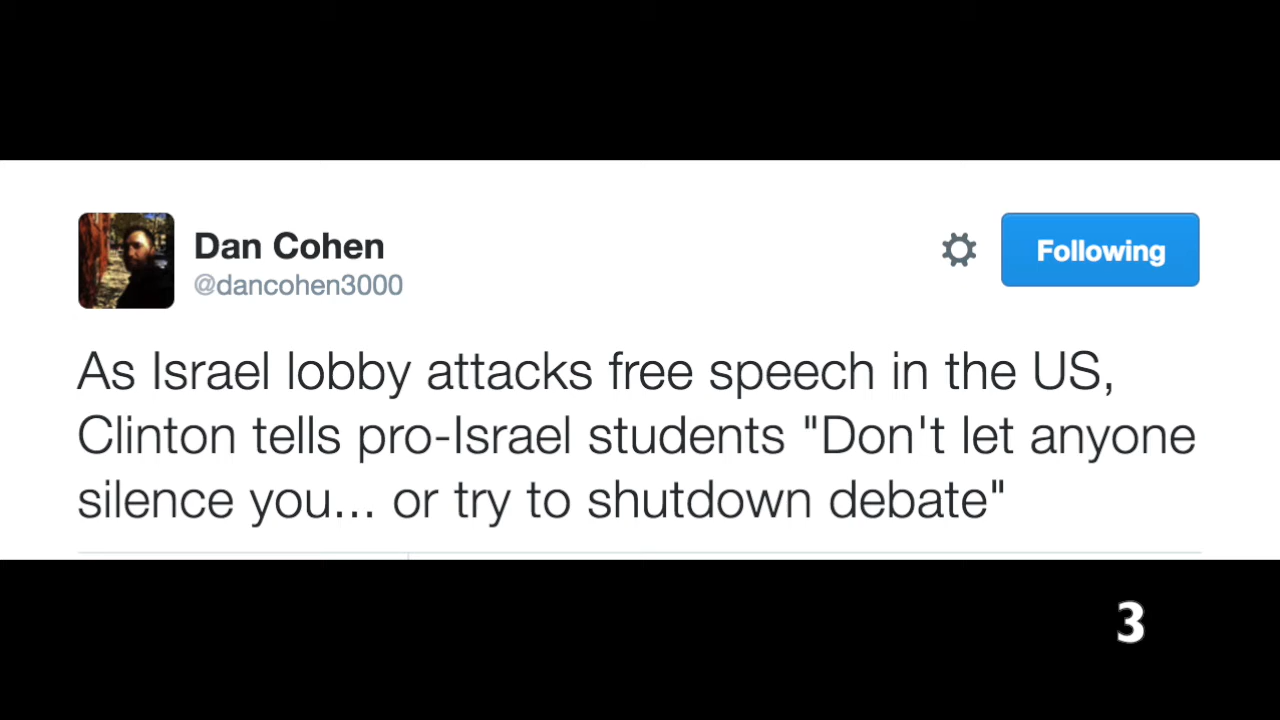 Dan Cohen
@dancohen3000
Following
As Israel lobby attacks free speech in the US,
Clinton tells pro-Israel students "Don't let anyone
silence you... or try to shutdown debate"
3